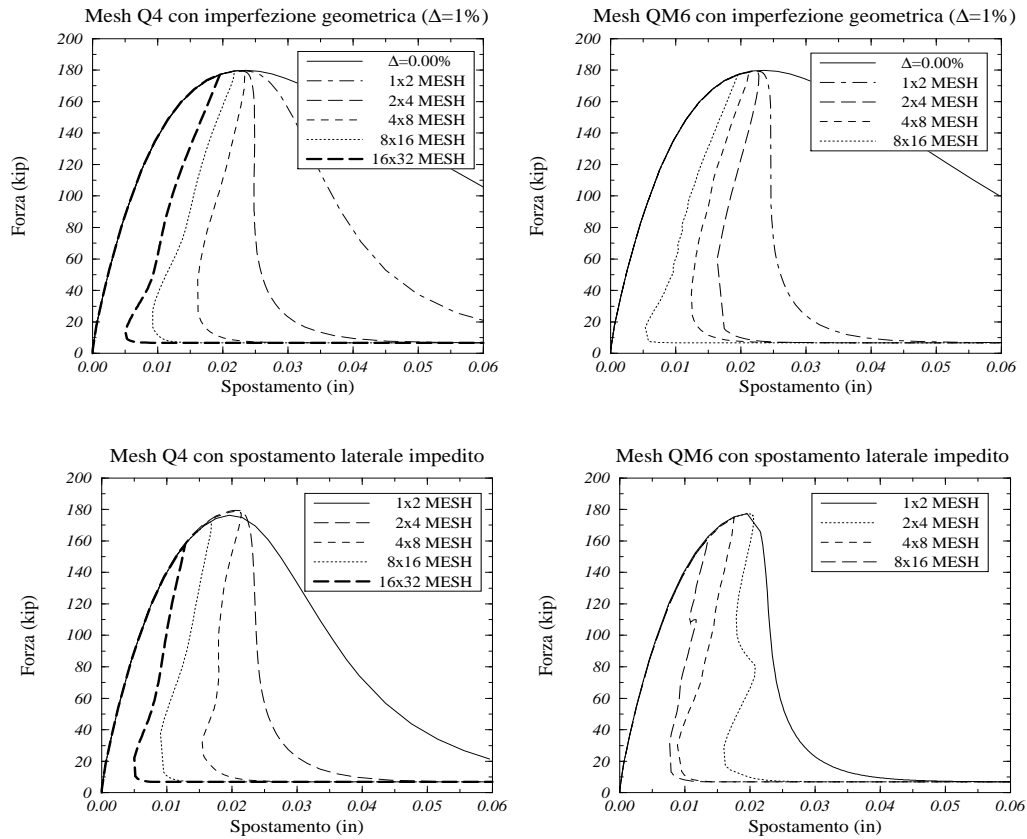 Mesh Q4 con imperfezione geometrica (Δ=1%)
200
180
160
140
120
100
80
60
40
20
0
Forza (kip)
0.00 0.01 0.02 0.03 0.04 0.05 0.06
Spostamento (in)
Δ=0.00%
1x2 MESH
2x4 MESH
4x8 MESH
8x16 MESH
16x32 MESH
Mesh QM6 con imperfezione geometrica (Δ=1%)
200
180
160
140
120
100
80
60
40
20
0
Forza (kip)
0.00 0.01 0.02 0.03 0.04 0.05 0.06
Spostamento (in)
Δ=0.00%
1x2 MESH
2x4 MESH
4x8 MESH
8x16 MESH
Mesh Q4 con spostamento laterale impedito
200
180
160
140
120
100
80
60
40
20
0
Forza (kip)
0.00 0.01 0.02 0.03 0.04 0.05 0.06
Spostamento (in)
1x2 MESH
2x4 MESH
4x8 MESH
8x16 MESH
16x32 MESH
Mesh QM6 con spostamento laterale impedito
200
180
160
140
120
100
80
60
40
20
0
Forza (kip)
0.00 0.01 0.02 0.03 0.04 0.05 0.06
Spostamento (in)
1x2 MESH
2x4 MESH
4x8 MESH
8x16 MESH